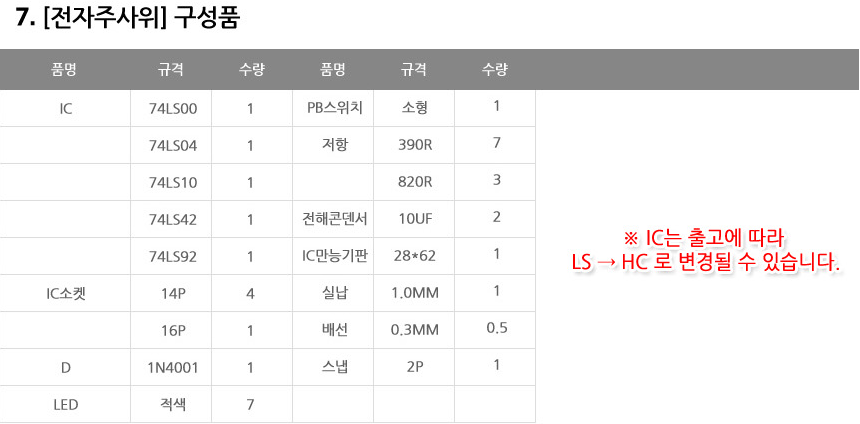 7. [전자주사위] 구성품
품명 규격 수량 품명 규격 수량
IC 74LS00 1 PB스위치 소형 1
74LS04 1 저항 390R 7
74LS10 1 820R 3
74LS42 1 전해콘덴서 10UF 2
74LS92 1 IC만능기판 28*62 1
IC소켓 14P 4 실납 1.0MM 1
16P 1 배선 0.3MM 0.5
D 1N4001 1 스냅 2P 1
LED 적색 7
※ IC는 출고에 따라
LS → HC 로 변경될 수 있습니다.